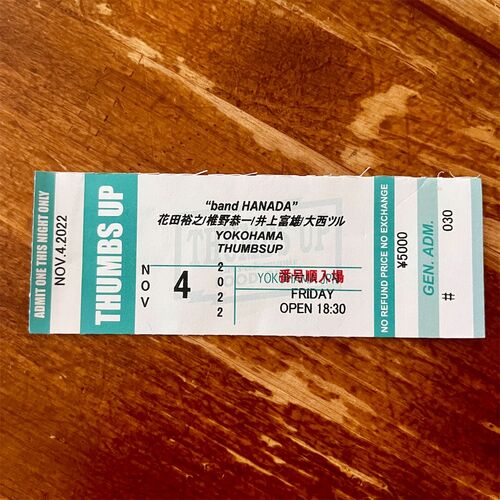 ADMIT ONE THIS NIGHT ONLY
NOV.4.2022
THUMBS UP
"band HANADA"
花田裕之/椎野恭一/井上富雄/大西ツル
YOKOHAMA
THUMBSUP
NOV
4
2022
番号順入場
FRIDAY
OPEN 18:30
NO REFUND PRICE NO EXCHANGE
¥5000
GEN. ADM.
030
#